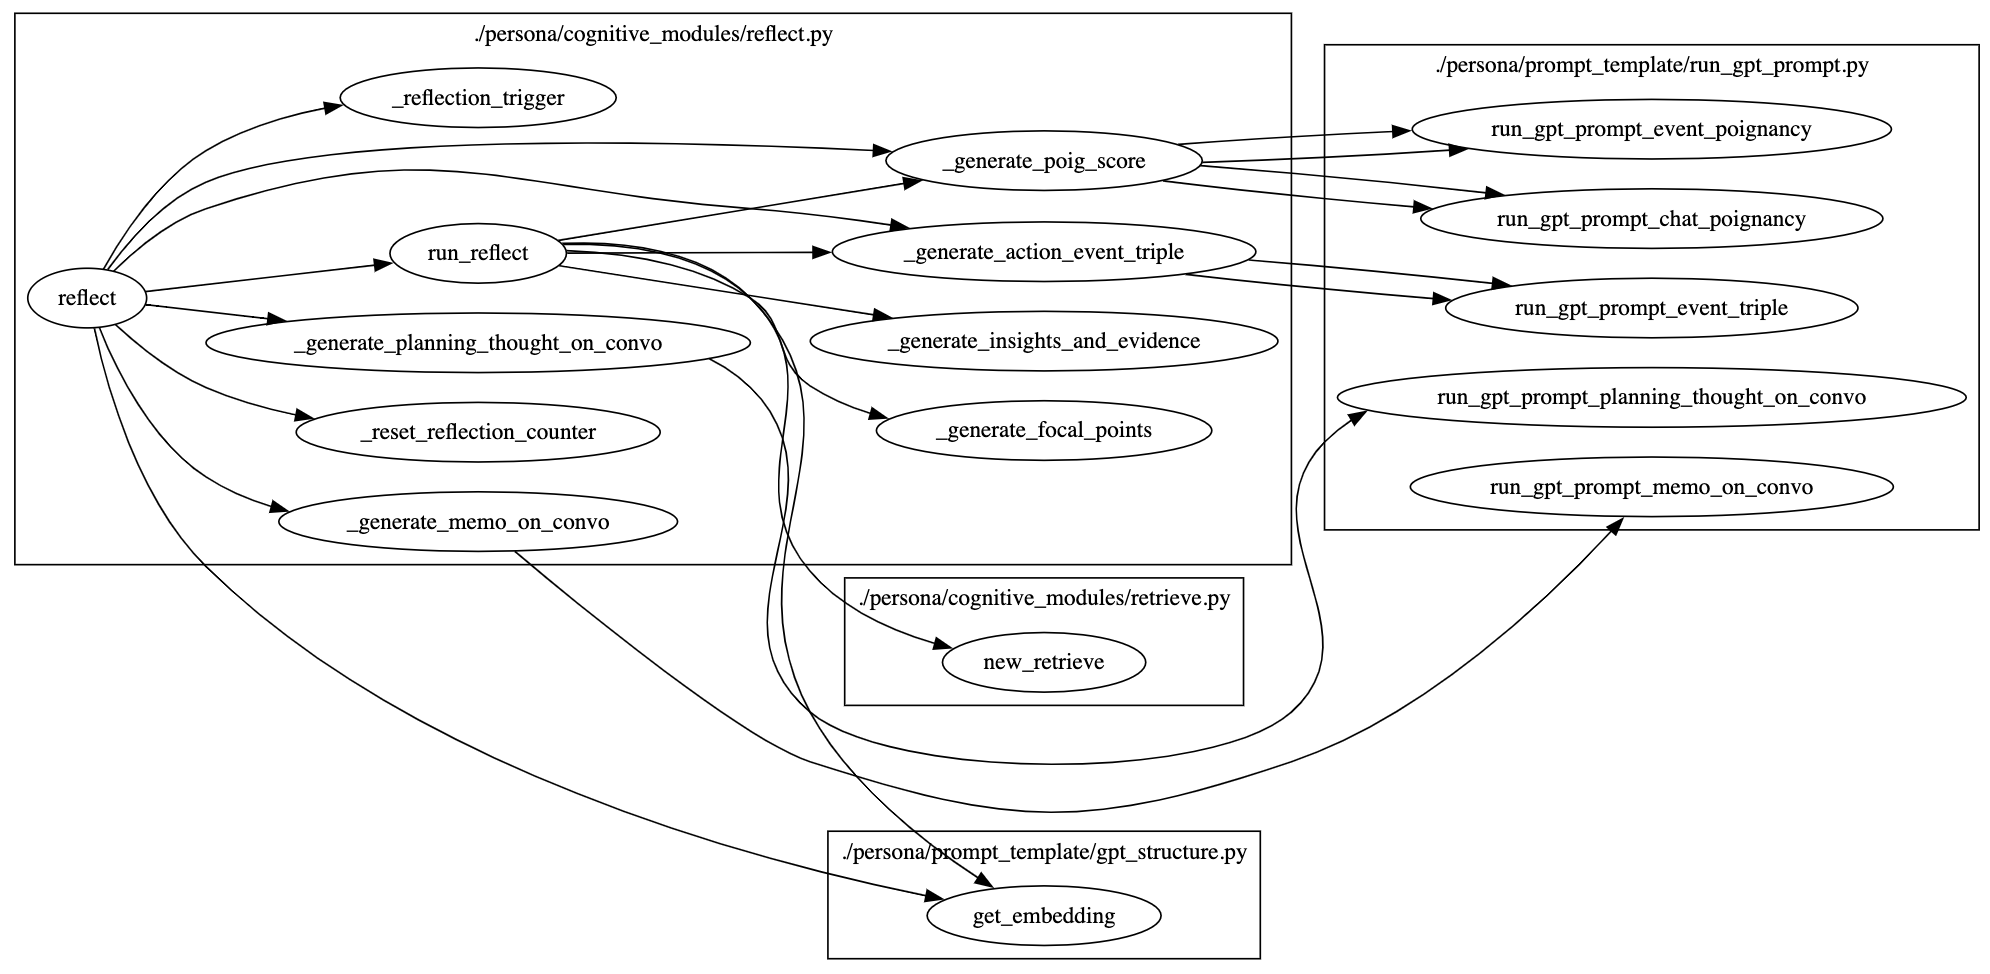 ./persona/cognitive_modules/reflect.py
_reflection_trigger
_generate_poig_score
run_reflect
_generate_action_event_triple
reflect
_generate_planning_thought_on_convo
_generate_insights_and_evidence
_reset_reflection_counter
_generate_focal_points
_generate_memo_on_convo
./persona/prompt_template/run_gpt_prompt.py
run_gpt_prompt_event_poignancy
run_gpt_prompt_chat_poignancy
run_gpt_prompt_event_triple
run_gpt_prompt_planning_thought_on_convo
run_gpt_prompt_memo_on_convo
./persona/cognitive_modules/retrieve.py
new_retrieve
./persona/prompt_template/gpt_structure.py
get_embedding